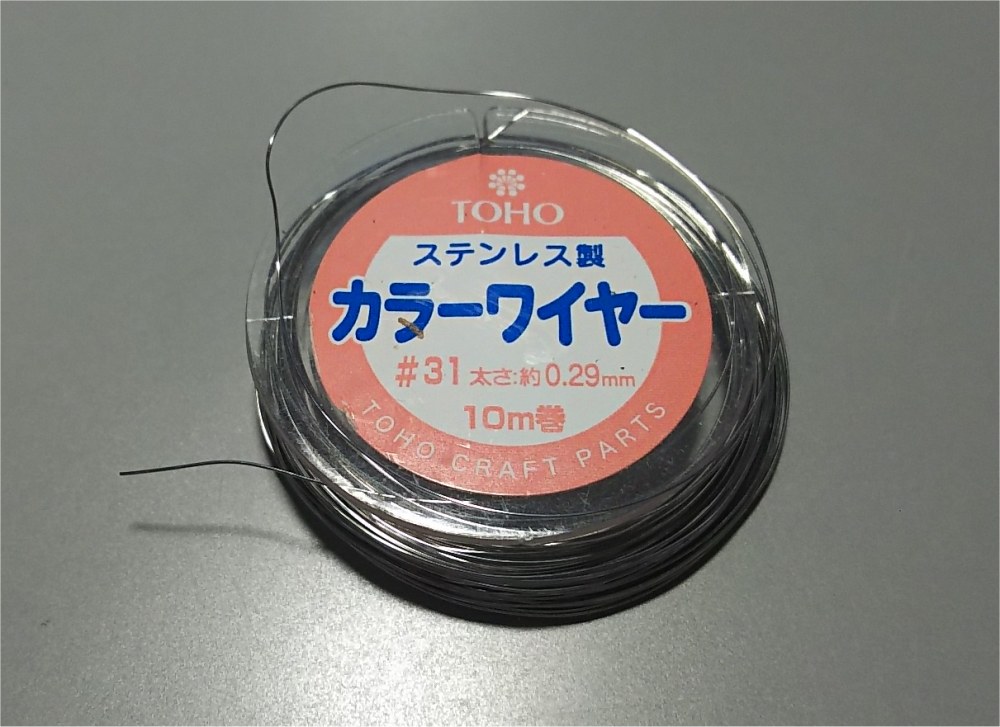 TOHO
ステンレス製
カラーワイヤー
#31 太さ:約0.29mm
10m巻
TOHO CRAFT PARTS